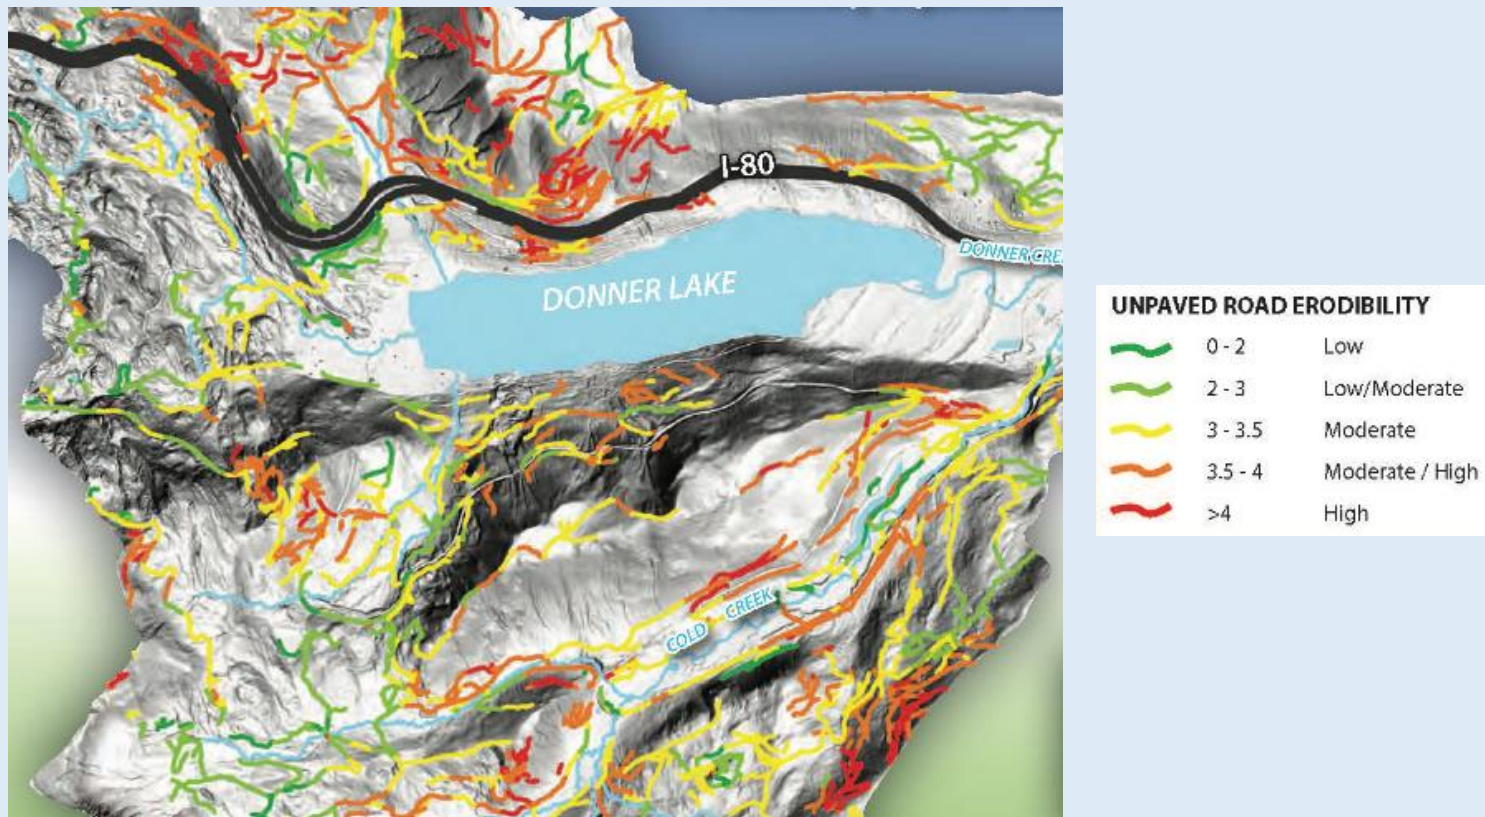 I-80
DONNER CRE
DONNER LAKE
COLD CREEK
UNPAVED ROAD ERODIBILITY
0 - 2 Low
2 - 3 Low/Moderate
3 - 3.5 Moderate
3.5 - 4 Moderate / High
>4 High